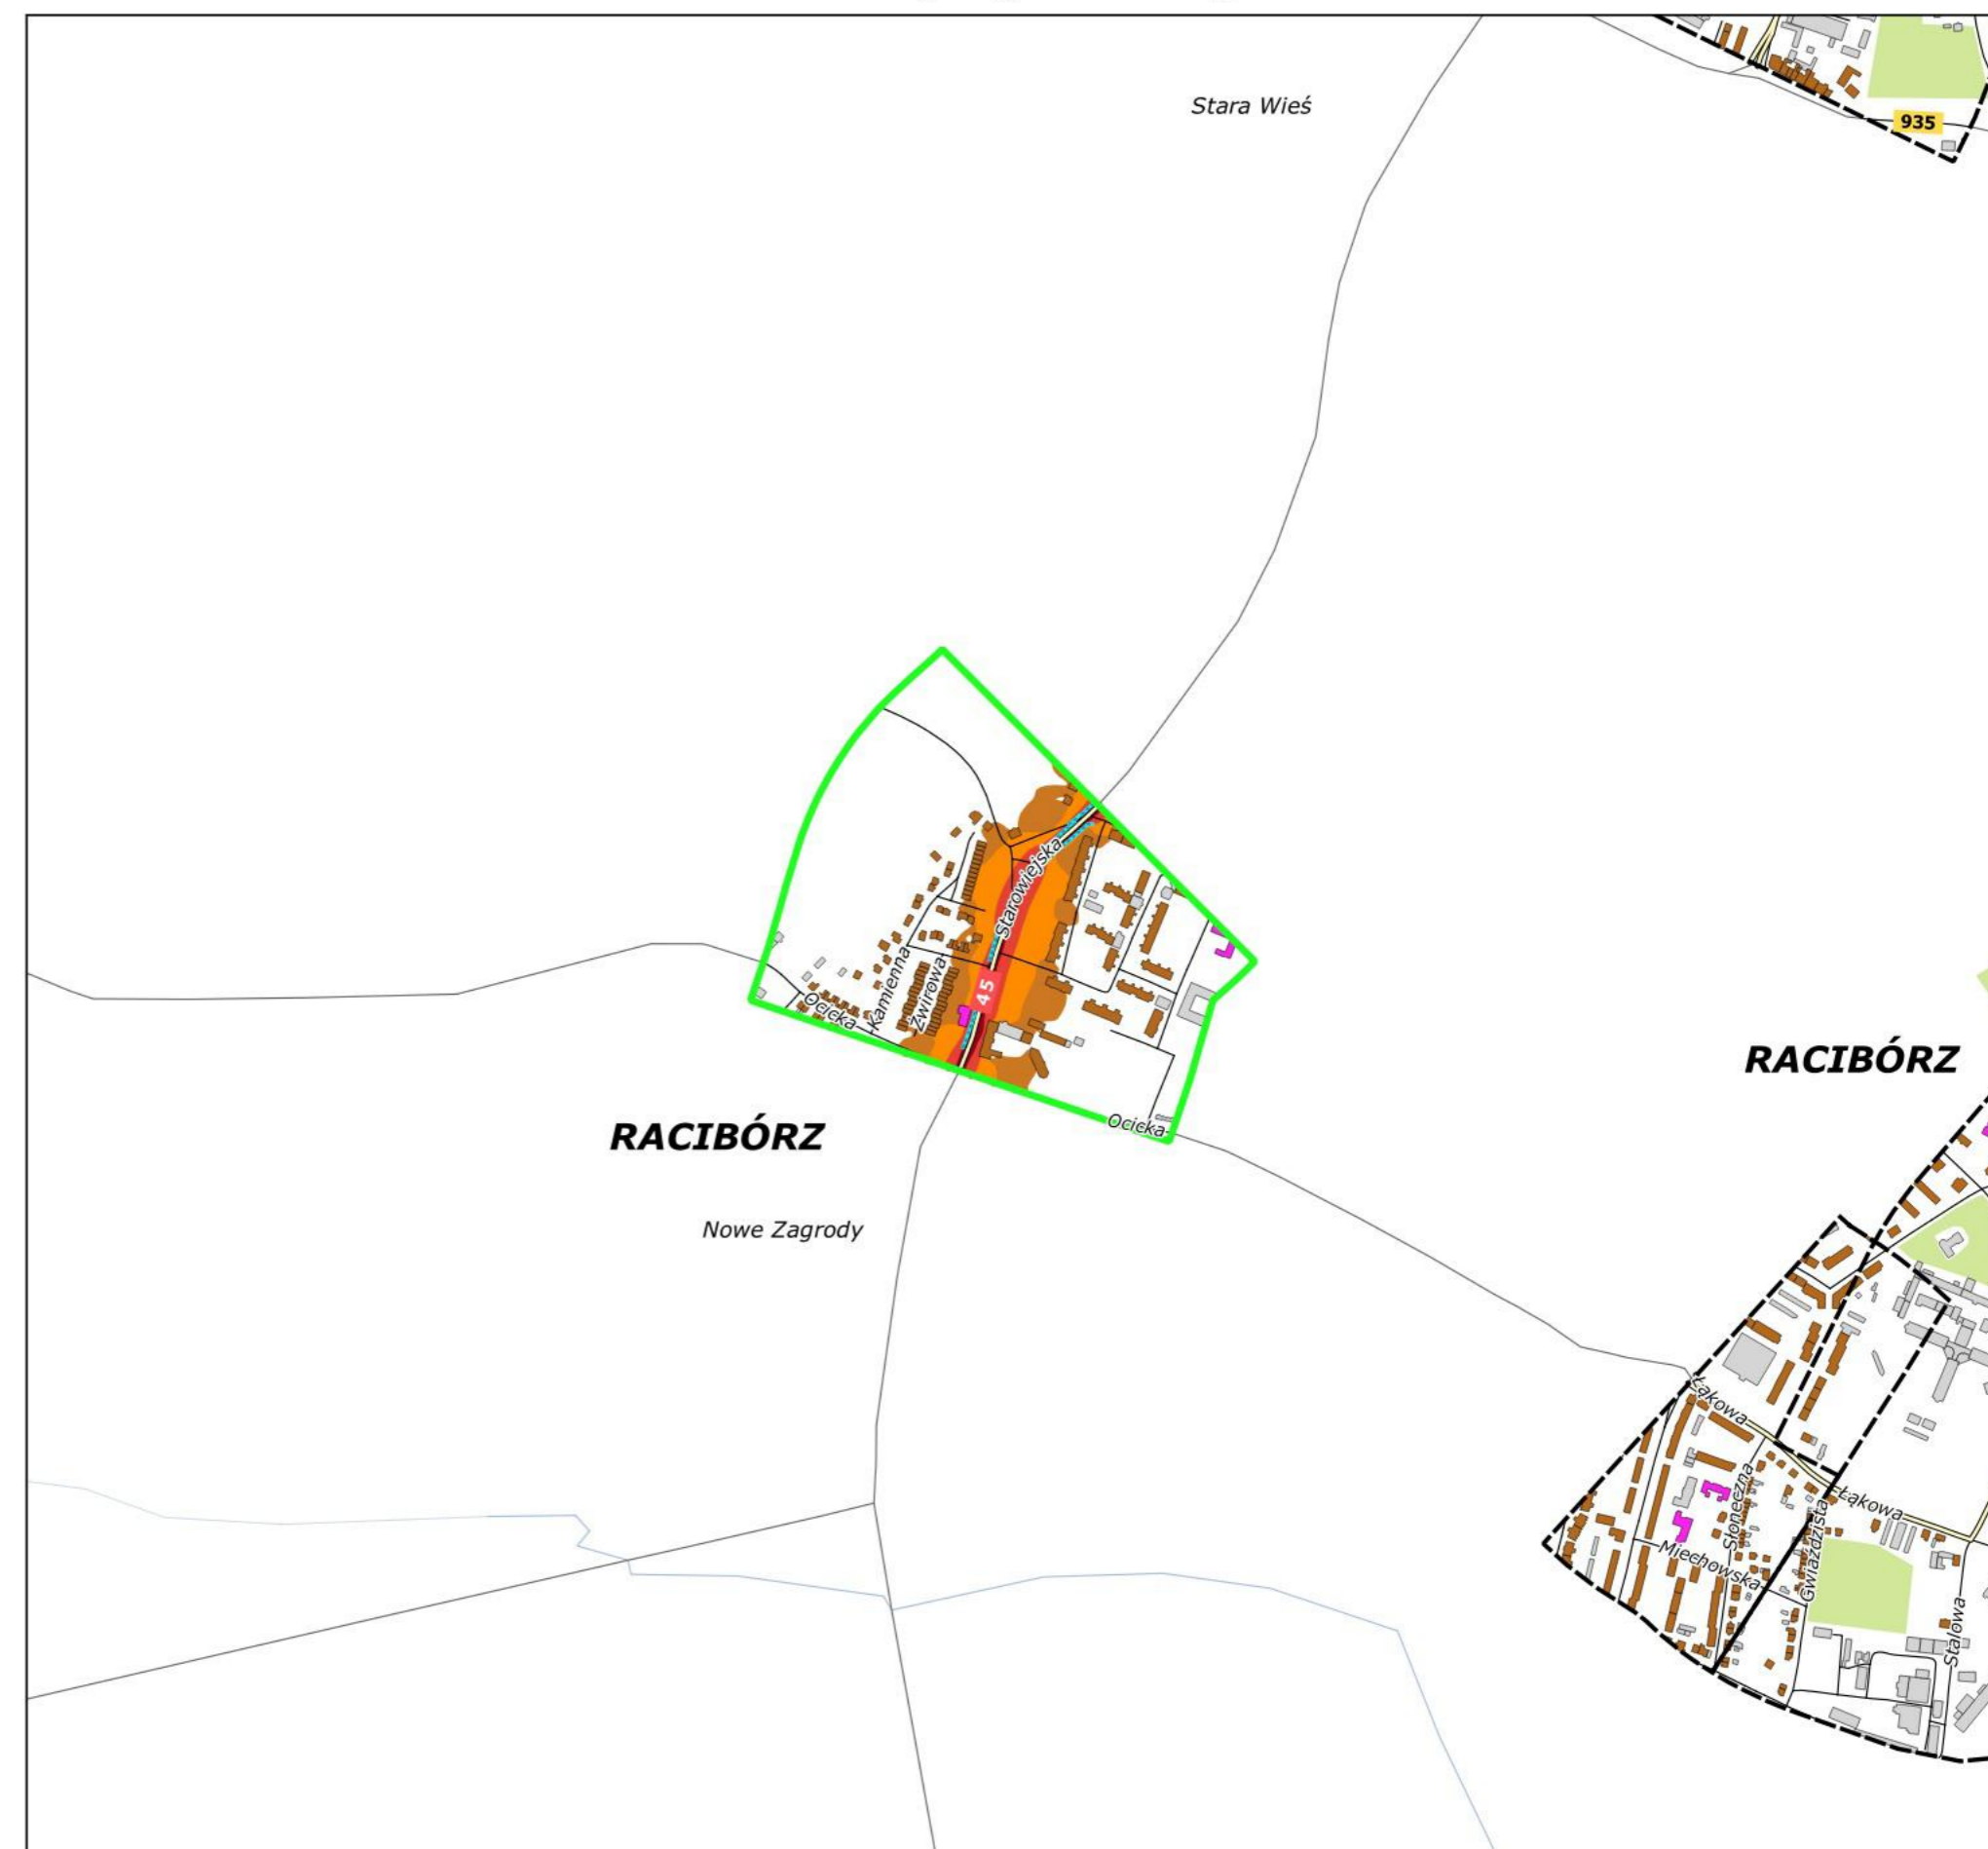 Stara Wieś
935
Starowiejska
Kamienna
Żwirowa
45
Ocicka
Ocicka
RACIBÓRZ
RACIBÓRZ
Nowe Zagrody
Łąkowa
Łąkowa
Słoneczna
Gwiaździsta
Miechowska
Stalowa